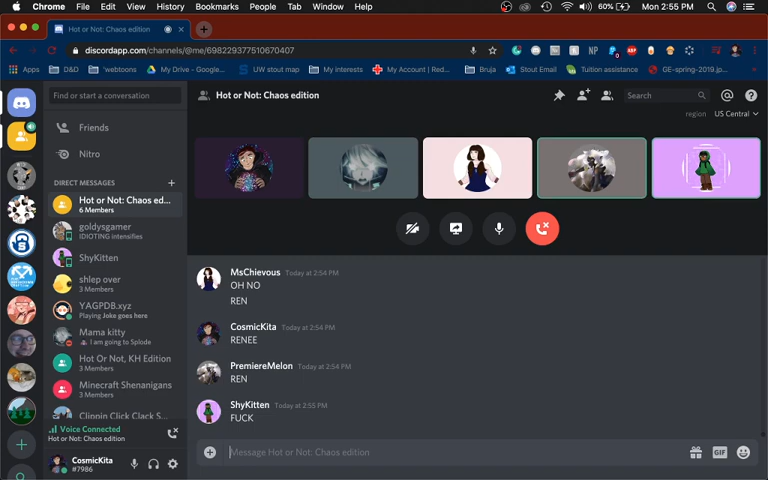 Chrome File Edit View History Bookmarks People Tab Window Help 60% Mon 2:55 PM
Hot or Not: Chaos edition
discordapp.com/channels/@me/698229377510670407
NP ABP
Apps D&D *webtoons My Drive - Google... UW stout map My interests My Account | Red... Bruja Stout Email Tuition assistance GE-spring-2019.jp...
Find or start a conversation
Hot or Not: Chaos edition
Search
region US Central
Friends
Nitro
DIRECT MESSAGES
Hot or Not: Chaos ed...
6 Members
goldysgamer
IDIOTING intensifies
ShyKitten
shlep over
3 Members
YAGPDB.xyz
Playing Joke goes here
Mama kitty
I am going to Splode
Hot Or Not, KH Edition
3 Members
Minecraft Shenanigans
3 Members
Clippin Click Clack S...
Voice Connected
Hot or Not: Chaos edition
CosmicKita
#7986
MsChievous Today at 2:54 PM
OH NO
REN
CosmicKita Today at 2:54 PM
RENEE
PremiereMelon Today at 2:54 PM
REN
ShyKitten Today at 2:55 PM
FUCK
Message Hot or Not: Chaos edition
GIF